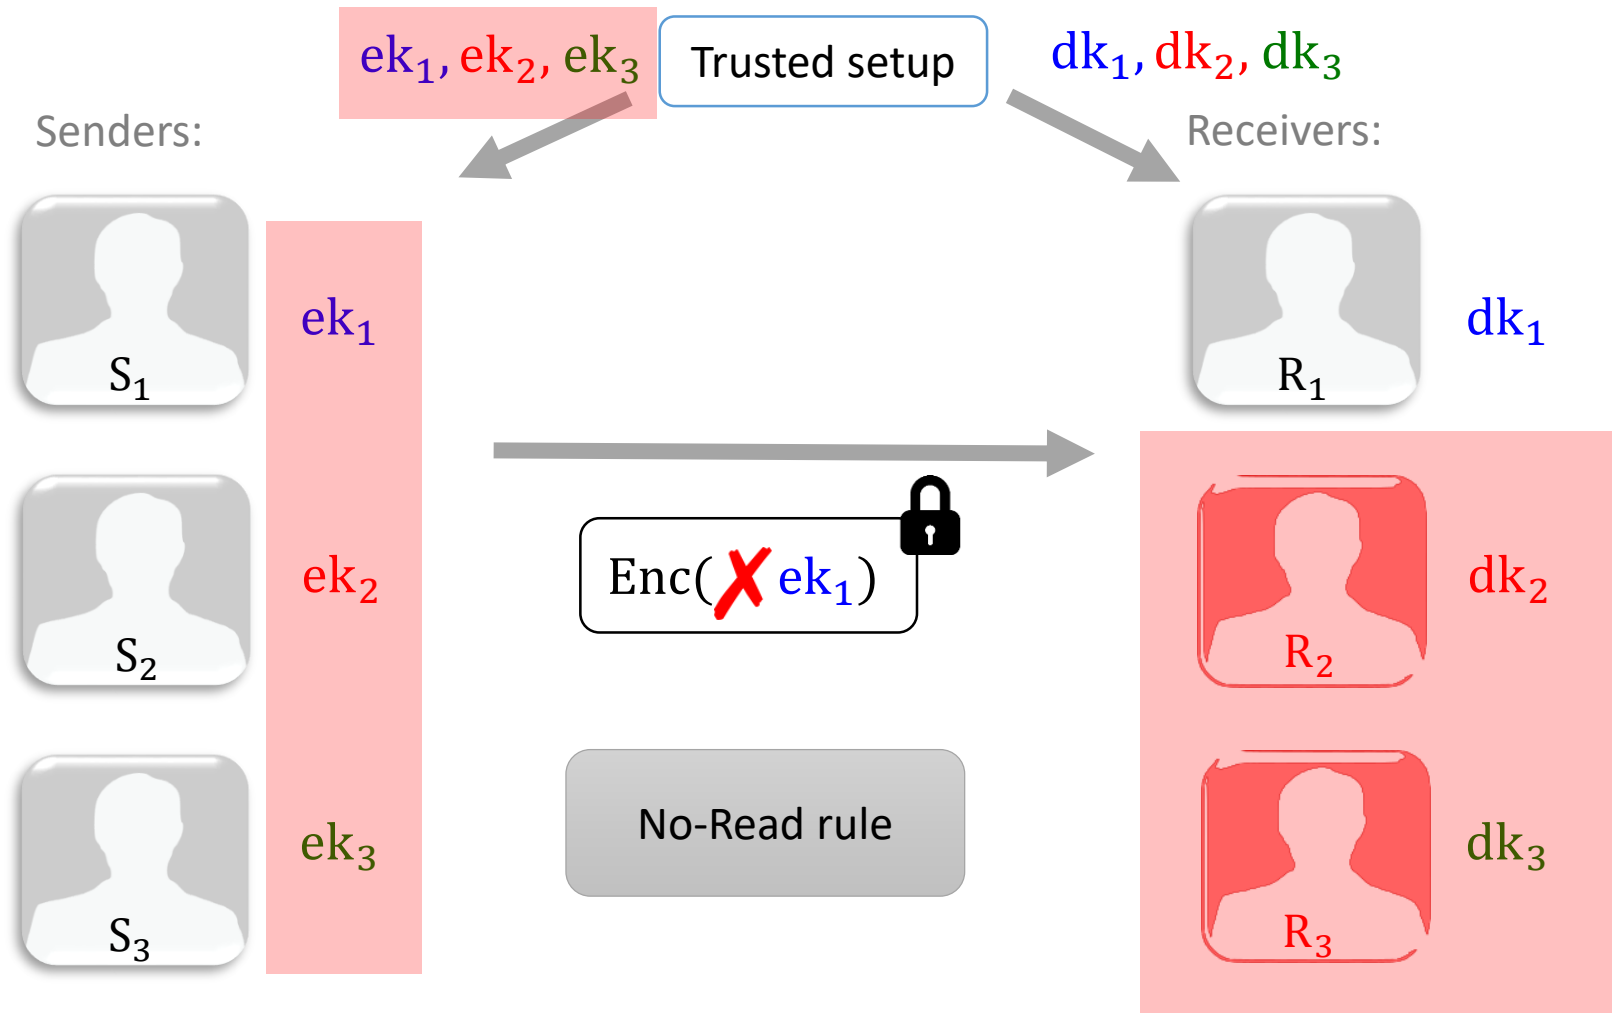 ek₁, ek₂, ek₃
Trusted setup
dk₁, dk₂, dk₃
Senders:
Receivers:
S₁
ek₁
R₁
dk₁
S₂
ek₂
Enc(✗ ek₁)
R₂
dk₂
S₃
ek₃
No-Read rule
R₃
dk₃